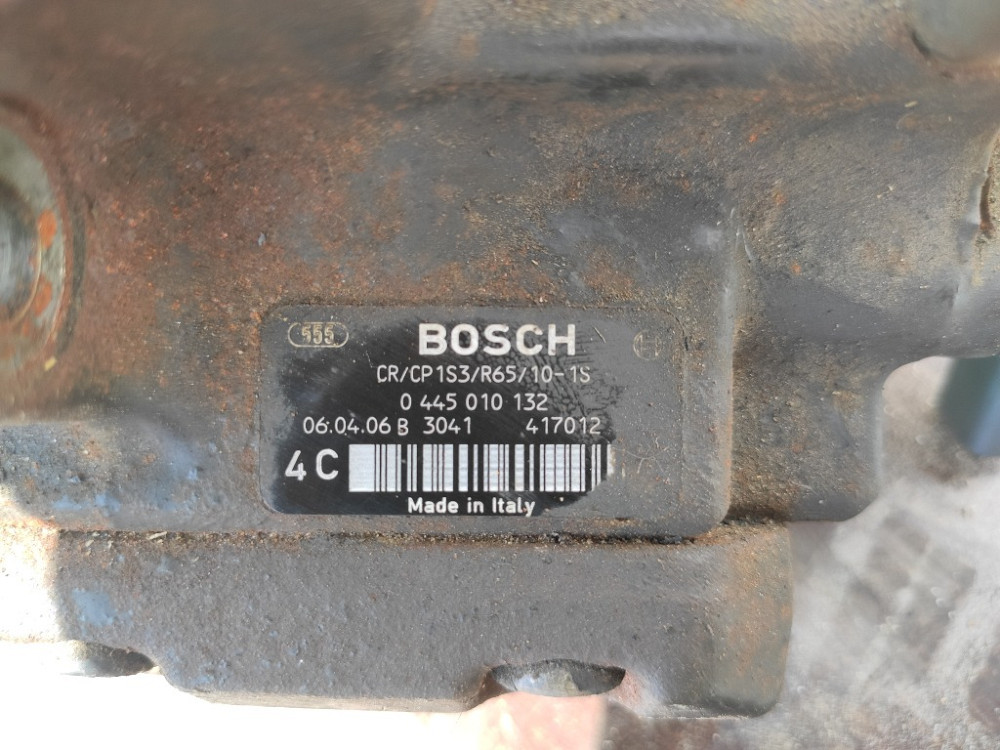 555 BOSCH
CR/CP1S3/R65/10-1S
0 445 010 132
06.04.06 B 3041 417012
4C
Made in Italy